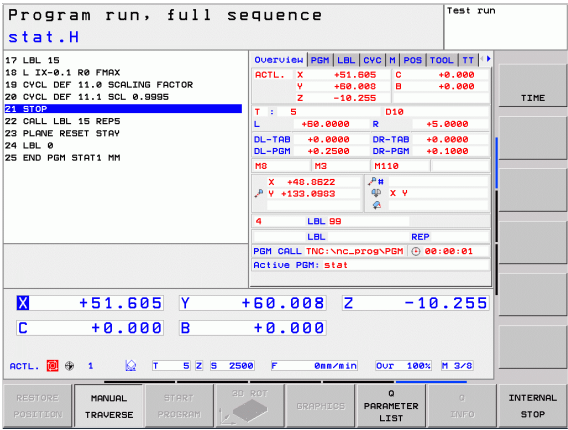 Program run, full sequence
Test run
stat.H
17 LBL 15
18 L IX-0.1 R0 FMAX
19 CYCL DEF 11.0 SCALING FACTOR
20 CYCL DEF 11.1 SCL 0.9995
21 STOP
22 CALL LBL 15 REP5
23 PLANE RESET STAY
24 LBL 0
25 END PGM STAT1 MM
Overview PGM LBL CYC M POS TOOL TT
ACTL. X +51.605 C +0.000
Y +60.008 B +0.000
Z -10.255
T : 5 D10
L +60.0000 R +5.0000
DL-TAB +0.0000 DR-TAB +0.0000
DL-PGM +0.2500 DR-PGM +0.1000
M8 M3 M110
X +48.8622 #
Y +133.0983 X Y
4 LBL 99
LBL REP
PGM CALL TNC:\nc_prog\PGM 00:00:01
Active PGM: stat
X +51.605 Y +60.008 Z -10.255
C +0.000 B +0.000
ACTL. 1 T 5 Z S 2500 F 0mm/min Ovr 100% M 3/8
TIME
RESTORE POSITION
MANUAL TRAVERSE
START PROGRAM
3D ROT
GRAPHICS
Q PARAMETER LIST
Q INFO
INTERNAL STOP